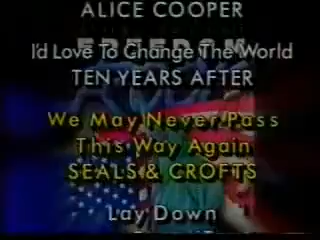 ALICE COOPER
FREEDOM
I'd Love To Change The World
TEN YEARS AFTER
We May Never Pass
This Way Again
SEALS & CROFTS
Lay Down